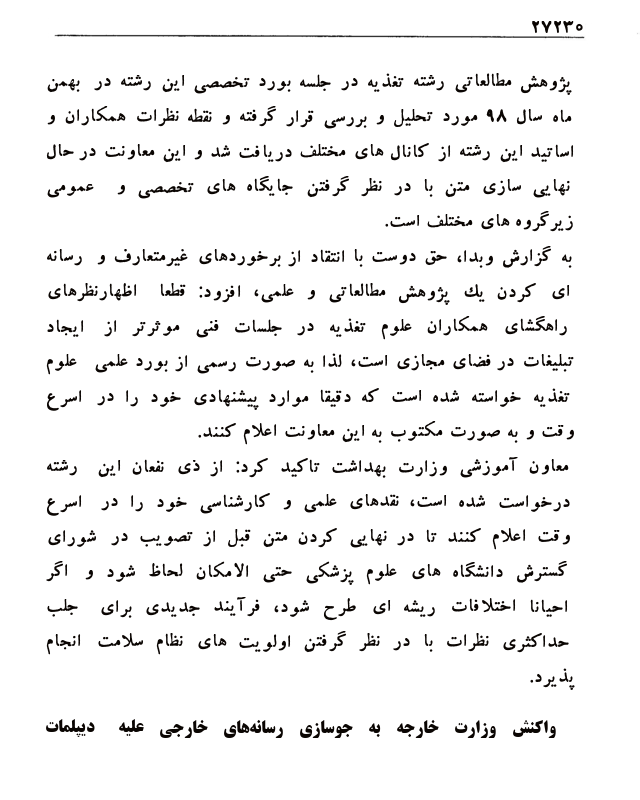 ۲۷۲۳۰
پژوهش مطالعاتی رشته تغذیه در جلسه بورد تخصصی این رشته در بهمن
ماه سال ۹۸ مورد تحلیل و بررسی قرار گرفته و نقطه نظرات همکاران و
اساتید این رشته از کانال های مختلف دریافت شد و این معاونت در حال
نهایی سازی متن با در نظر گرفتن جایگاه های تخصصی و عمومی
زیرگروه های مختلف است.
به گزارش وبدا، حق دوست با انتقاد از برخوردهای غیرمتعارف و رسانه
ای کردن یك پژوهش مطالعاتی و علمی، افزود: قطعا اظهارنظرهای
راهگشای همکاران علوم تغذیه در جلسات فنی موثرتر از ایجاد
تبلیغات در فضای مجازی است، لذا به صورت رسمی از بورد علمی علوم
تغذیه خواسته شده است که دقیقا موارد پیشنهادی خود را در اسرع
وقت و به صورت مکتوب به این معاونت اعلام کنند.
معاون آموزشی وزارت بهداشت تاکید کرد: از ذی نفعان این رشته
درخواست شده است، نقدهای علمی و کارشناسی خود را در اسرع
وقت اعلام کنند تا در نهایی کردن متن قبل از تصویب در شورای
گسترش دانشگاه های علوم پزشکی حتی الامکان لحاظ شود و اگر
احیانا اختلافات ریشه ای طرح شود، فرآیند جدیدی برای جلب
حداکثری نظرات با در نظر گرفتن اولویت های نظام سلامت انجام
پذیرد.
واکنش وزارت خارجه به جوسازی رسانه‌های خارجی علیه دیپلمات